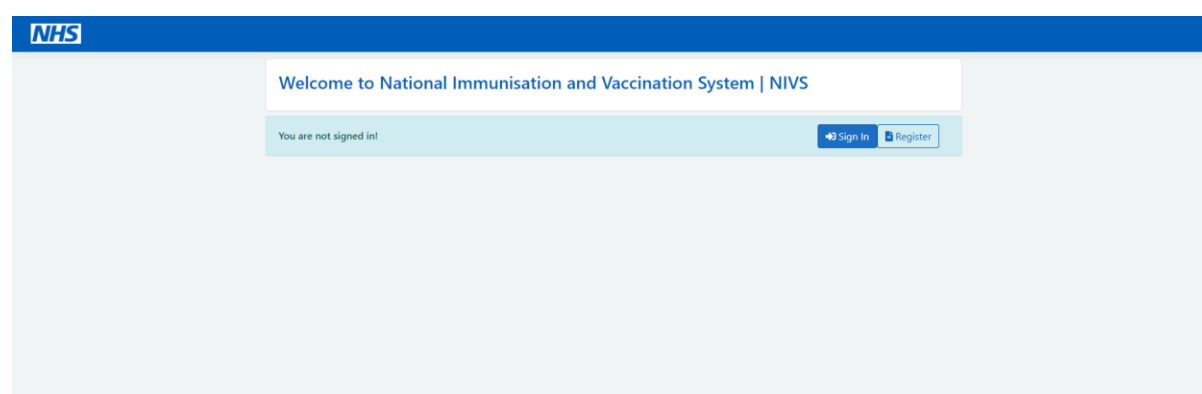 NHS
Welcome to National Immunisation and Vaccination System | NIVS
You are not signed in!
Sign In
Register